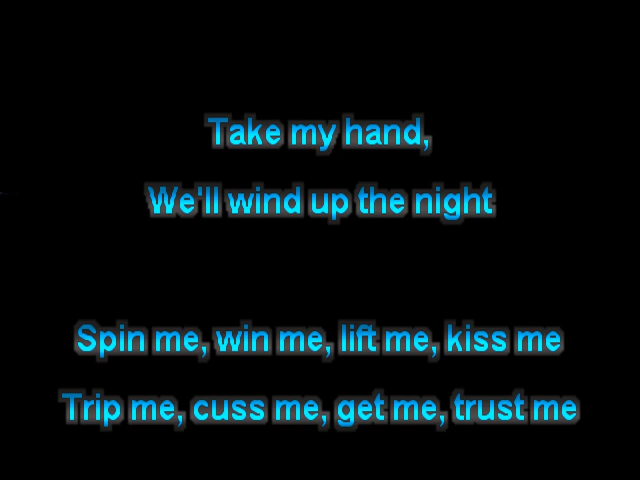 Take my hand,
We'll wind up the night
Spin me, win me, lift me, kiss me
Trip me, cuss me, get me, trust me